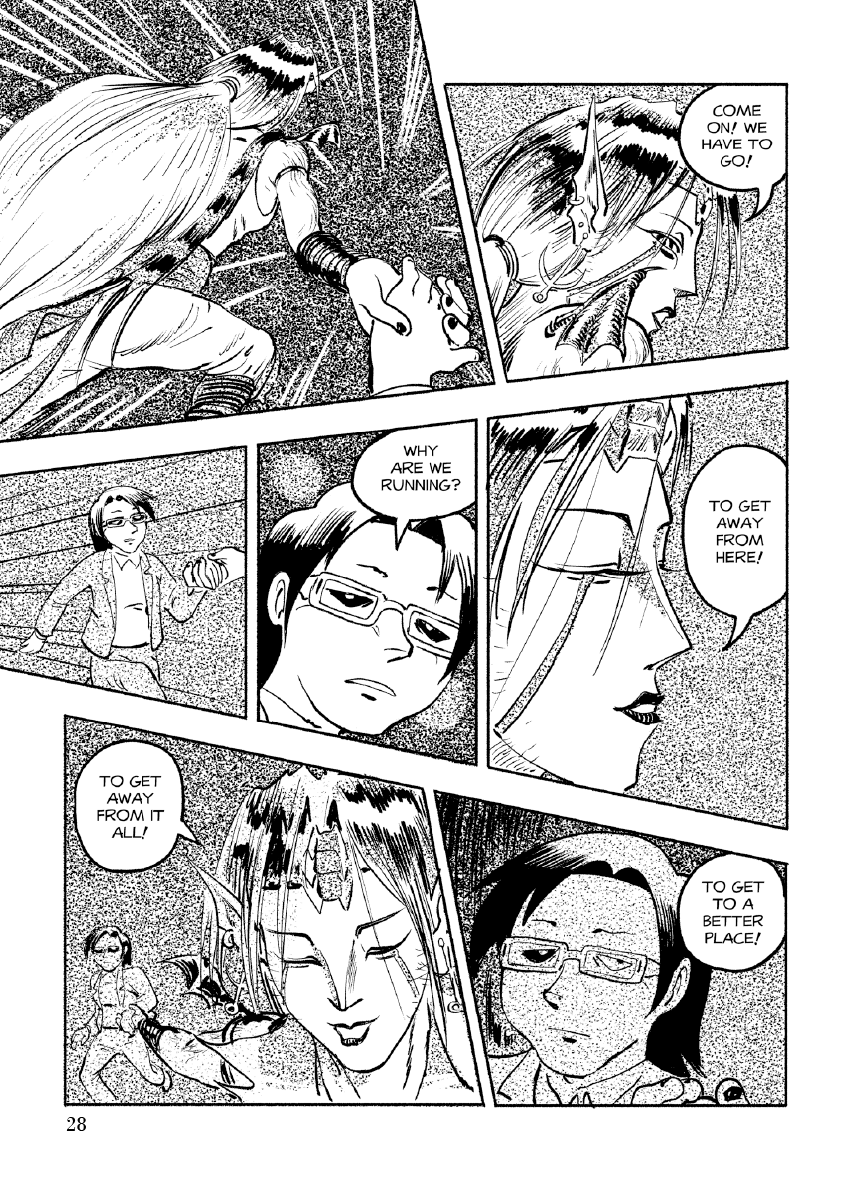 COME
ON! WE
HAVE TO
GO!
WHY
ARE WE
RUNNING?
TO GET
AWAY
FROM
HERE!
TO GET
AWAY
FROM IT
ALL!
TO GET
TO A
BETTER
PLACE!
28